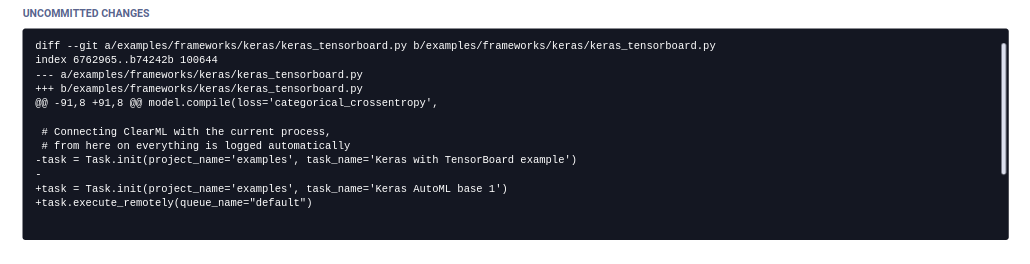 UNCOMMITTED CHANGES
diff --git a/examples/frameworks/keras/keras_tensorboard.py b/examples/frameworks/keras/keras_tensorboard.py
index 6762965..b74242b 100644
--- a/examples/frameworks/keras/keras_tensorboard.py
+++ b/examples/frameworks/keras/keras_tensorboard.py
@@ -91,8 +91,8 @@ model.compile(loss='categorical_crossentropy',
# Connecting ClearML with the current process,
# from here on everything is logged automatically
-task = Task.init(project_name='examples', task_name='Keras with TensorBoard example')
-
+task = Task.init(project_name='examples', task_name='Keras AutoML base 1')
+task.execute_remotely(queue_name="default")